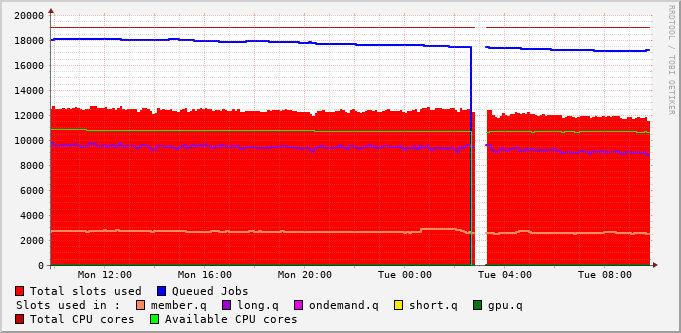 20000
18000
16000
14000
12000
10000
8000
6000
4000
2000
0
Mon 12:00 Mon 16:00 Mon 20:00 Tue 00:00 Tue 04:00 Tue 08:00
Total slots used Queued Jobs
Slots used in : member.q long.q ondemand.q short.q gpu.q
Total CPU cores Available CPU cores
RRDTOOL / TOBI OETIKER